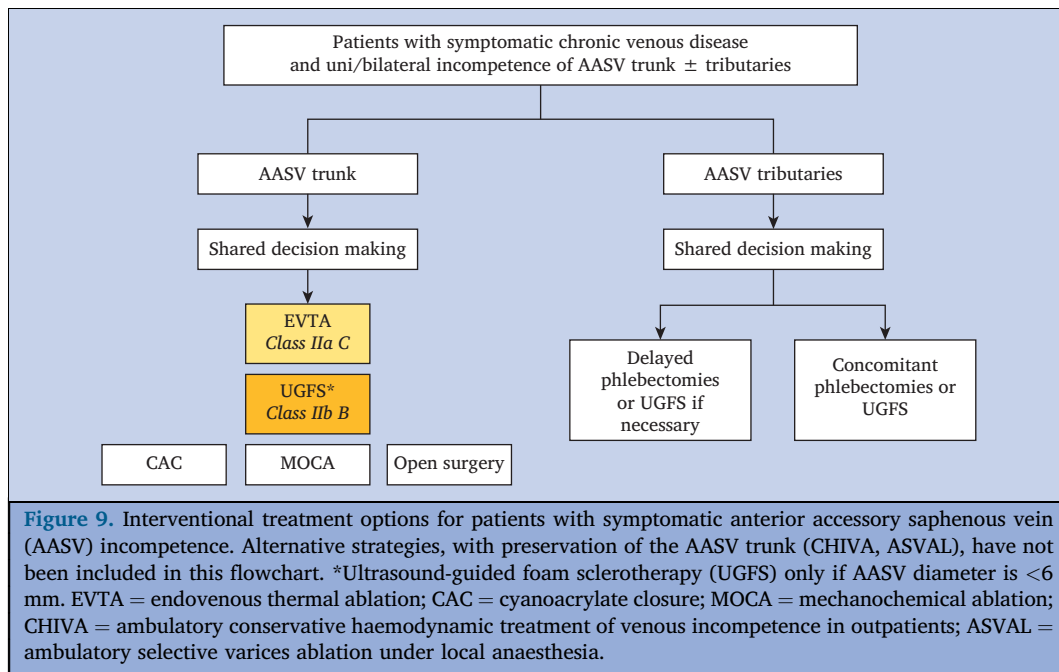 Patients with symptomatic chronic venous disease
and uni/bilateral incompetence of AASV trunk ± tributaries
AASV trunk
AASV tributaries
Shared decision making
Shared decision making
EVTA
Class IIa C
UGFS*
Class IIb B
CAC
MOCA
Open surgery
Delayed
phlebectomies
or UGFS if
necessary
Concomitant
phlebectomies or
UGFS
Figure 9. Interventional treatment options for patients with symptomatic anterior accessory saphenous vein
(AASV) incompetence. Alternative strategies, with preservation of the AASV trunk (CHIVA, ASVAL), have not
been included in this flowchart. *Ultrasound-guided foam sclerotherapy (UGFS) only if AASV diameter is <6
mm. EVTA = endovenous thermal ablation; CAC = cyanoacrylate closure; MOCA = mechanochemical ablation;
CHIVA = ambulatory conservative haemodynamic treatment of venous incompetence in outpatients; ASVAL =
ambulatory selective varices ablation under local anaesthesia.